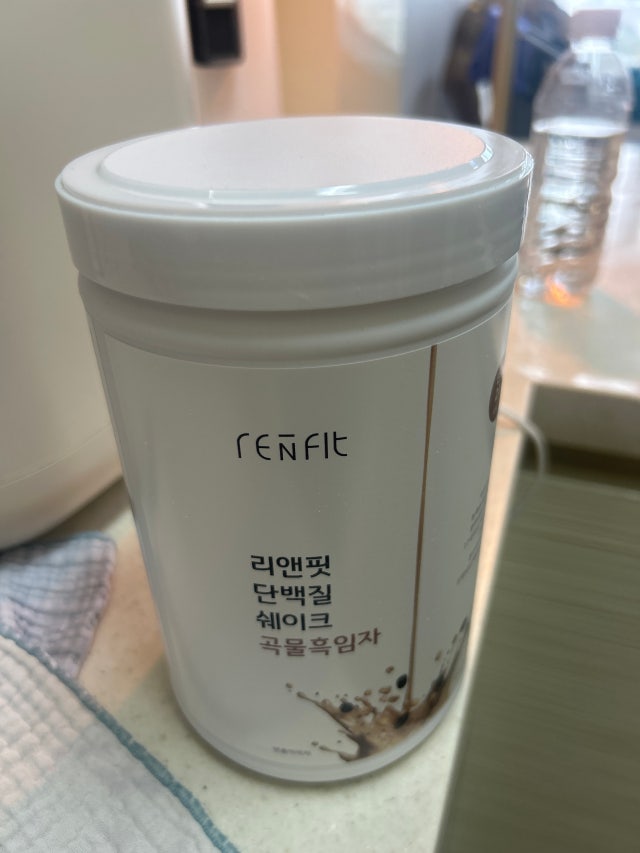 renfit
리앤핏
단백질
쉐이크
곡물흑임자